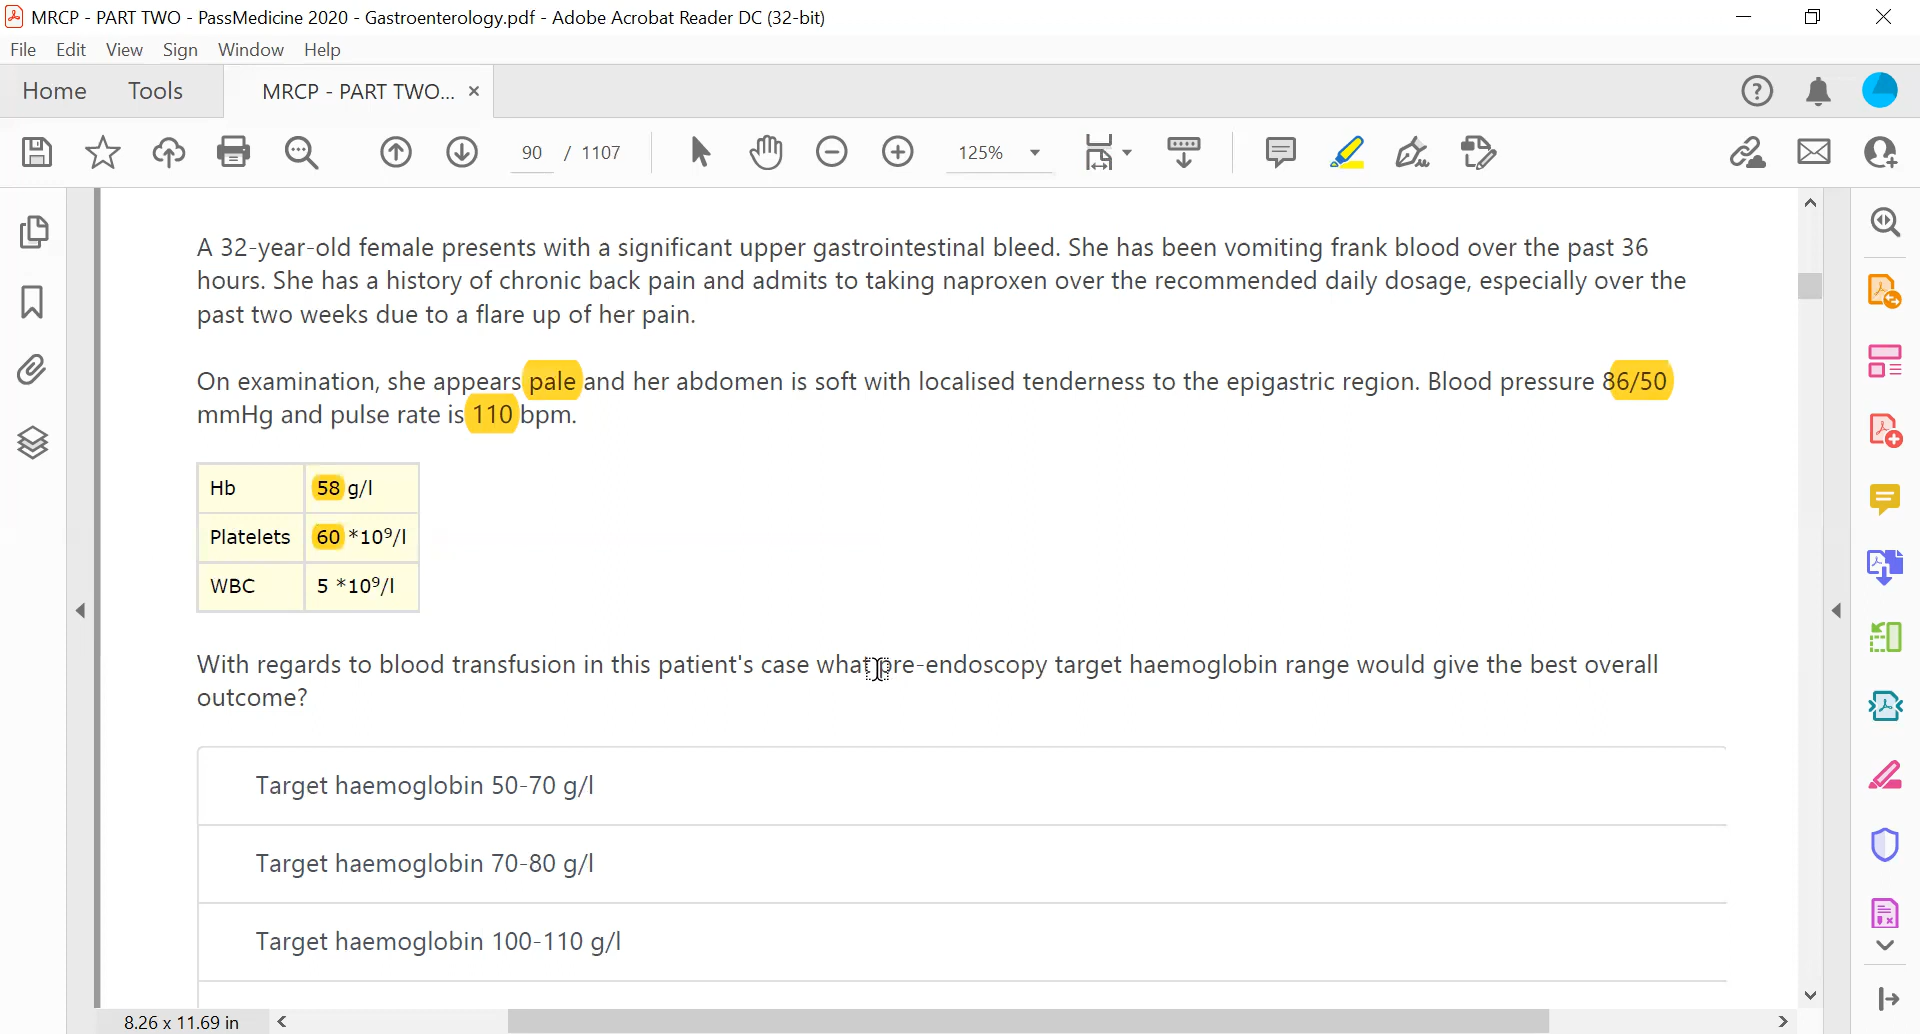 MRCP - PART TWO - PassMedicine 2020 - Gastroenterology.pdf - Adobe Acrobat Reader DC (32-bit)
File Edit View Sign Window Help
Home Tools MRCP - PART TWO... ×
90 / 1107 125%
A 32-year-old female presents with a significant upper gastrointestinal bleed. She has been vomiting frank blood over the past 36
hours. She has a history of chronic back pain and admits to taking naproxen over the recommended daily dosage, especially over the
past two weeks due to a flare up of her pain.
On examination, she appears pale and her abdomen is soft with localised tenderness to the epigastric region. Blood pressure 86/50
mmHg and pulse rate is 110 bpm.
Hb 58 g/l
Platelets 60 *10⁹/l
WBC 5 *10⁹/l
With regards to blood transfusion in this patient's case what pre-endoscopy target haemoglobin range would give the best overall
outcome?
Target haemoglobin 50-70 g/l
Target haemoglobin 70-80 g/l
Target haemoglobin 100-110 g/l
8.26 x 11.69 in